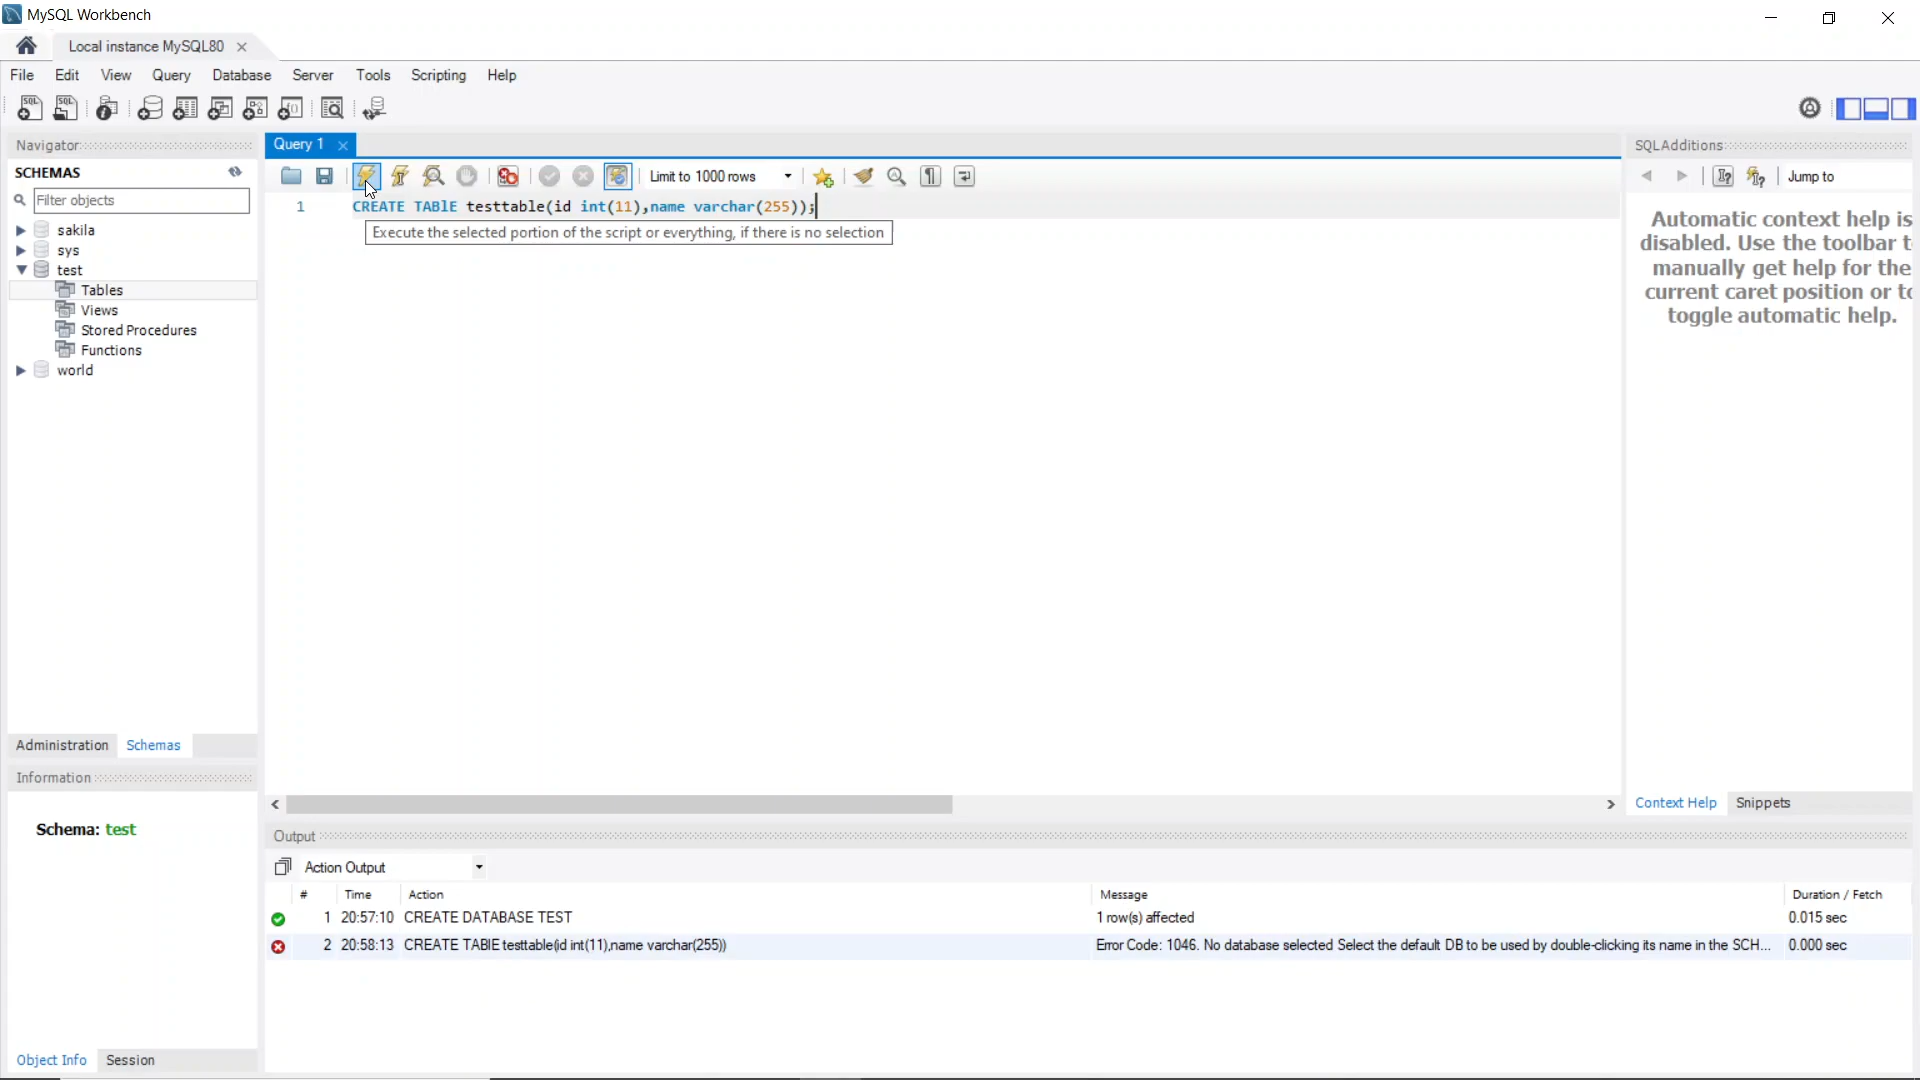 MySQL Workbench
Local instance MySQL80
File Edit View Query Database Server Tools Scripting Help
Navigator
SCHEMAS
Filter objects
sakila
sys
test
Tables
Views
Stored Procedures
Functions
world
Administration Schemas
Information
Schema: test
Object Info Session
Query 1
Limit to 1000 rows
1 CREATE TABlE testtable(id int(11),name varchar(255));
Execute the selected portion of the script or everything, if there is no selection
SQLAdditions
Jump to
Automatic context help is
disabled. Use the toolbar t
manually get help for the
current caret position or to
toggle automatic help.
Context Help Snippets
Output
Action Output
# Time Action Message Duration / Fetch
1 20:57:10 CREATE DATABASE TEST 1 row(s) affected 0.015 sec
2 20:58:13 CREATE TABlE testtable(id int(11),name varchar(255)) Error Code: 1046. No database selected Select the default DB to be used by double-clicking its name in the SCH... 0.000 sec